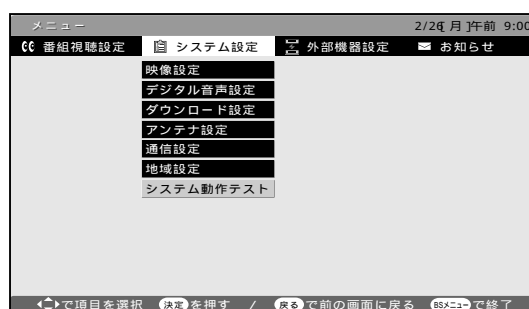 メニュー 2/26[月]午前 9:00
番組視聴設定 システム設定 外部機器設定 お知らせ
映像設定
デジタル音声設定
ダウンロード設定
アンテナ設定
通信設定
地域設定
システム動作テスト
で項目を選択 決定を押す / 戻るで前の画面に戻る BSメニューで終了